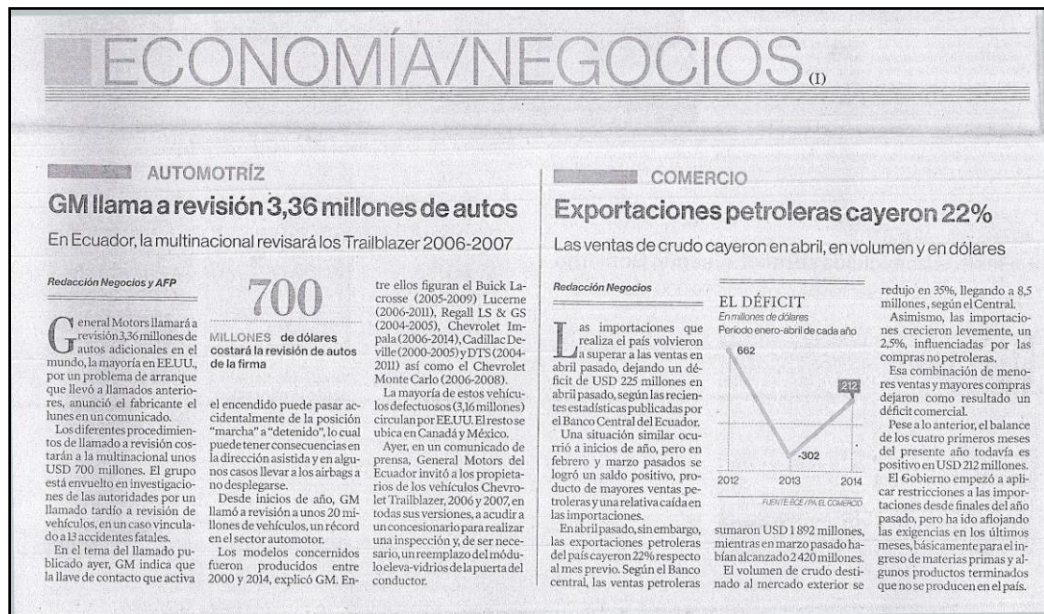 ECONOMÍA/NEGOCIOS (I)
AUTOMOTRÍZ
GM llama a revisión 3,36 millones de autos
En Ecuador, la multinacional revisará los Trailblazer 2006-2007
Redacción Negocios y AFP
General Motors llamará a
revisión 3,36 millones de
autos adicionales en el
mundo, la mayoría en EE.UU.,
por un problema de arranque
que llevó a llamados anterio-
res, anunció el fabricante el
lunes en un comunicado.
Los diferentes procedimien-
tos de llamado a revisión cos-
tarán a la multinacional unos
USD 700 millones. El grupo
está envuelto en investigacio-
nes de las autoridades por un
llamado tardío a revisión de
vehículos, en un caso vincula-
do a 13 accidentes fatales.
En el tema del llamado pu-
blicado ayer, GM indica que
la llave de contacto que activa
700
MILLONES de dólares
costará la revisión de autos
de la firma
el encendido puede pasar ac-
cidentalmente de la posición
“marcha” a “detenido”, lo cual
puede tener consecuencias en
la dirección asistida y en algu-
nos casos llevar a los airbags a
no desplegarse.
Desde inicios de año, GM
llamó a revisión a unos 20 mi-
llones de vehículos, un récord
en el sector automotor.
Los modelos concernidos
fueron producidos entre
2000 y 2014, explicó GM. En-
tre ellos figuran el Buick La-
crosse (2005-2009) Lucerne
(2006-2011), Regall LS & GS
(2004-2005), Chevrolet Im-
pala (2006-2014), Cadillac De-
ville (2000-2005) y DTS (2004-
2011) así como el Chevrolet
Monte Carlo (2006-2008).
La mayoría de estos vehícu-
los defectuosos (3,16 millones)
circulan por EE.UU. El resto se
ubica en Canadá y México.
Ayer, en un comunicado de
prensa, General Motors del
Ecuador invitó a los propieta-
rios de los vehículos Chevro-
let Trailblazer, 2006 y 2007, en
todas sus versiones, a acudir a
un concesionario para realizar
una inspección y, de ser nece-
sario, un reemplazo del módu-
lo eleva-vidrios de la puerta del
conductor.
COMERCIO
Exportaciones petroleras cayeron 22%
Las ventas de crudo cayeron en abril, en volumen y en dólares
Redacción Negocios
Las importaciones que
realiza el país volvieron
a superar a las ventas en
abril pasado, dejando un dé-
ficit de USD 225 millones en
abril pasado, según las recien-
tes estadísticas publicadas por
el Banco Central del Ecuador.
Una situación similar ocu-
rrió a inicios de año, pero en
febrero y marzo pasados se
logró un saldo positivo, pro-
ducto de mayores ventas pe-
troleras y una relativa caída en
las importaciones.
En abril pasado, sin embargo,
las exportaciones petroleras
del país cayeron 22% respecto
al mes previo. Según el Banco
central, las ventas petroleras
EL DÉFICIT
En millones de dólares
Período enero-abril de cada año
662
212
-302
2012 2013 2014
FUENTE: BCE / PA. EL COMERCIO
sumaron USD 1 892 millones,
mientras en marzo pasado ha-
bían alcanzado 2 420 millones.
El volumen de crudo desti-
nado al mercado exterior se
redujo en 35%, llegando a 8,5
millones, según el Central.
Asimismo, las importacio-
nes crecieron levemente, un
2,5%, influenciadas por las
compras no petroleras.
Esa combinación de meno-
res ventas y mayores compras
dejaron como resultado un
déficit comercial.
Pese a lo anterior, el balance
de los cuatro primeros meses
del presente año todavía es
positivo en USD 212 millones.
El Gobierno empezó a apli-
car restricciones a las impor-
taciones desde finales del año
pasado, pero ha ido aflojando
las exigencias en los últimos
meses, básicamente para el in-
greso de materias primas y al-
gunos productos terminados
que no se producen en el país.